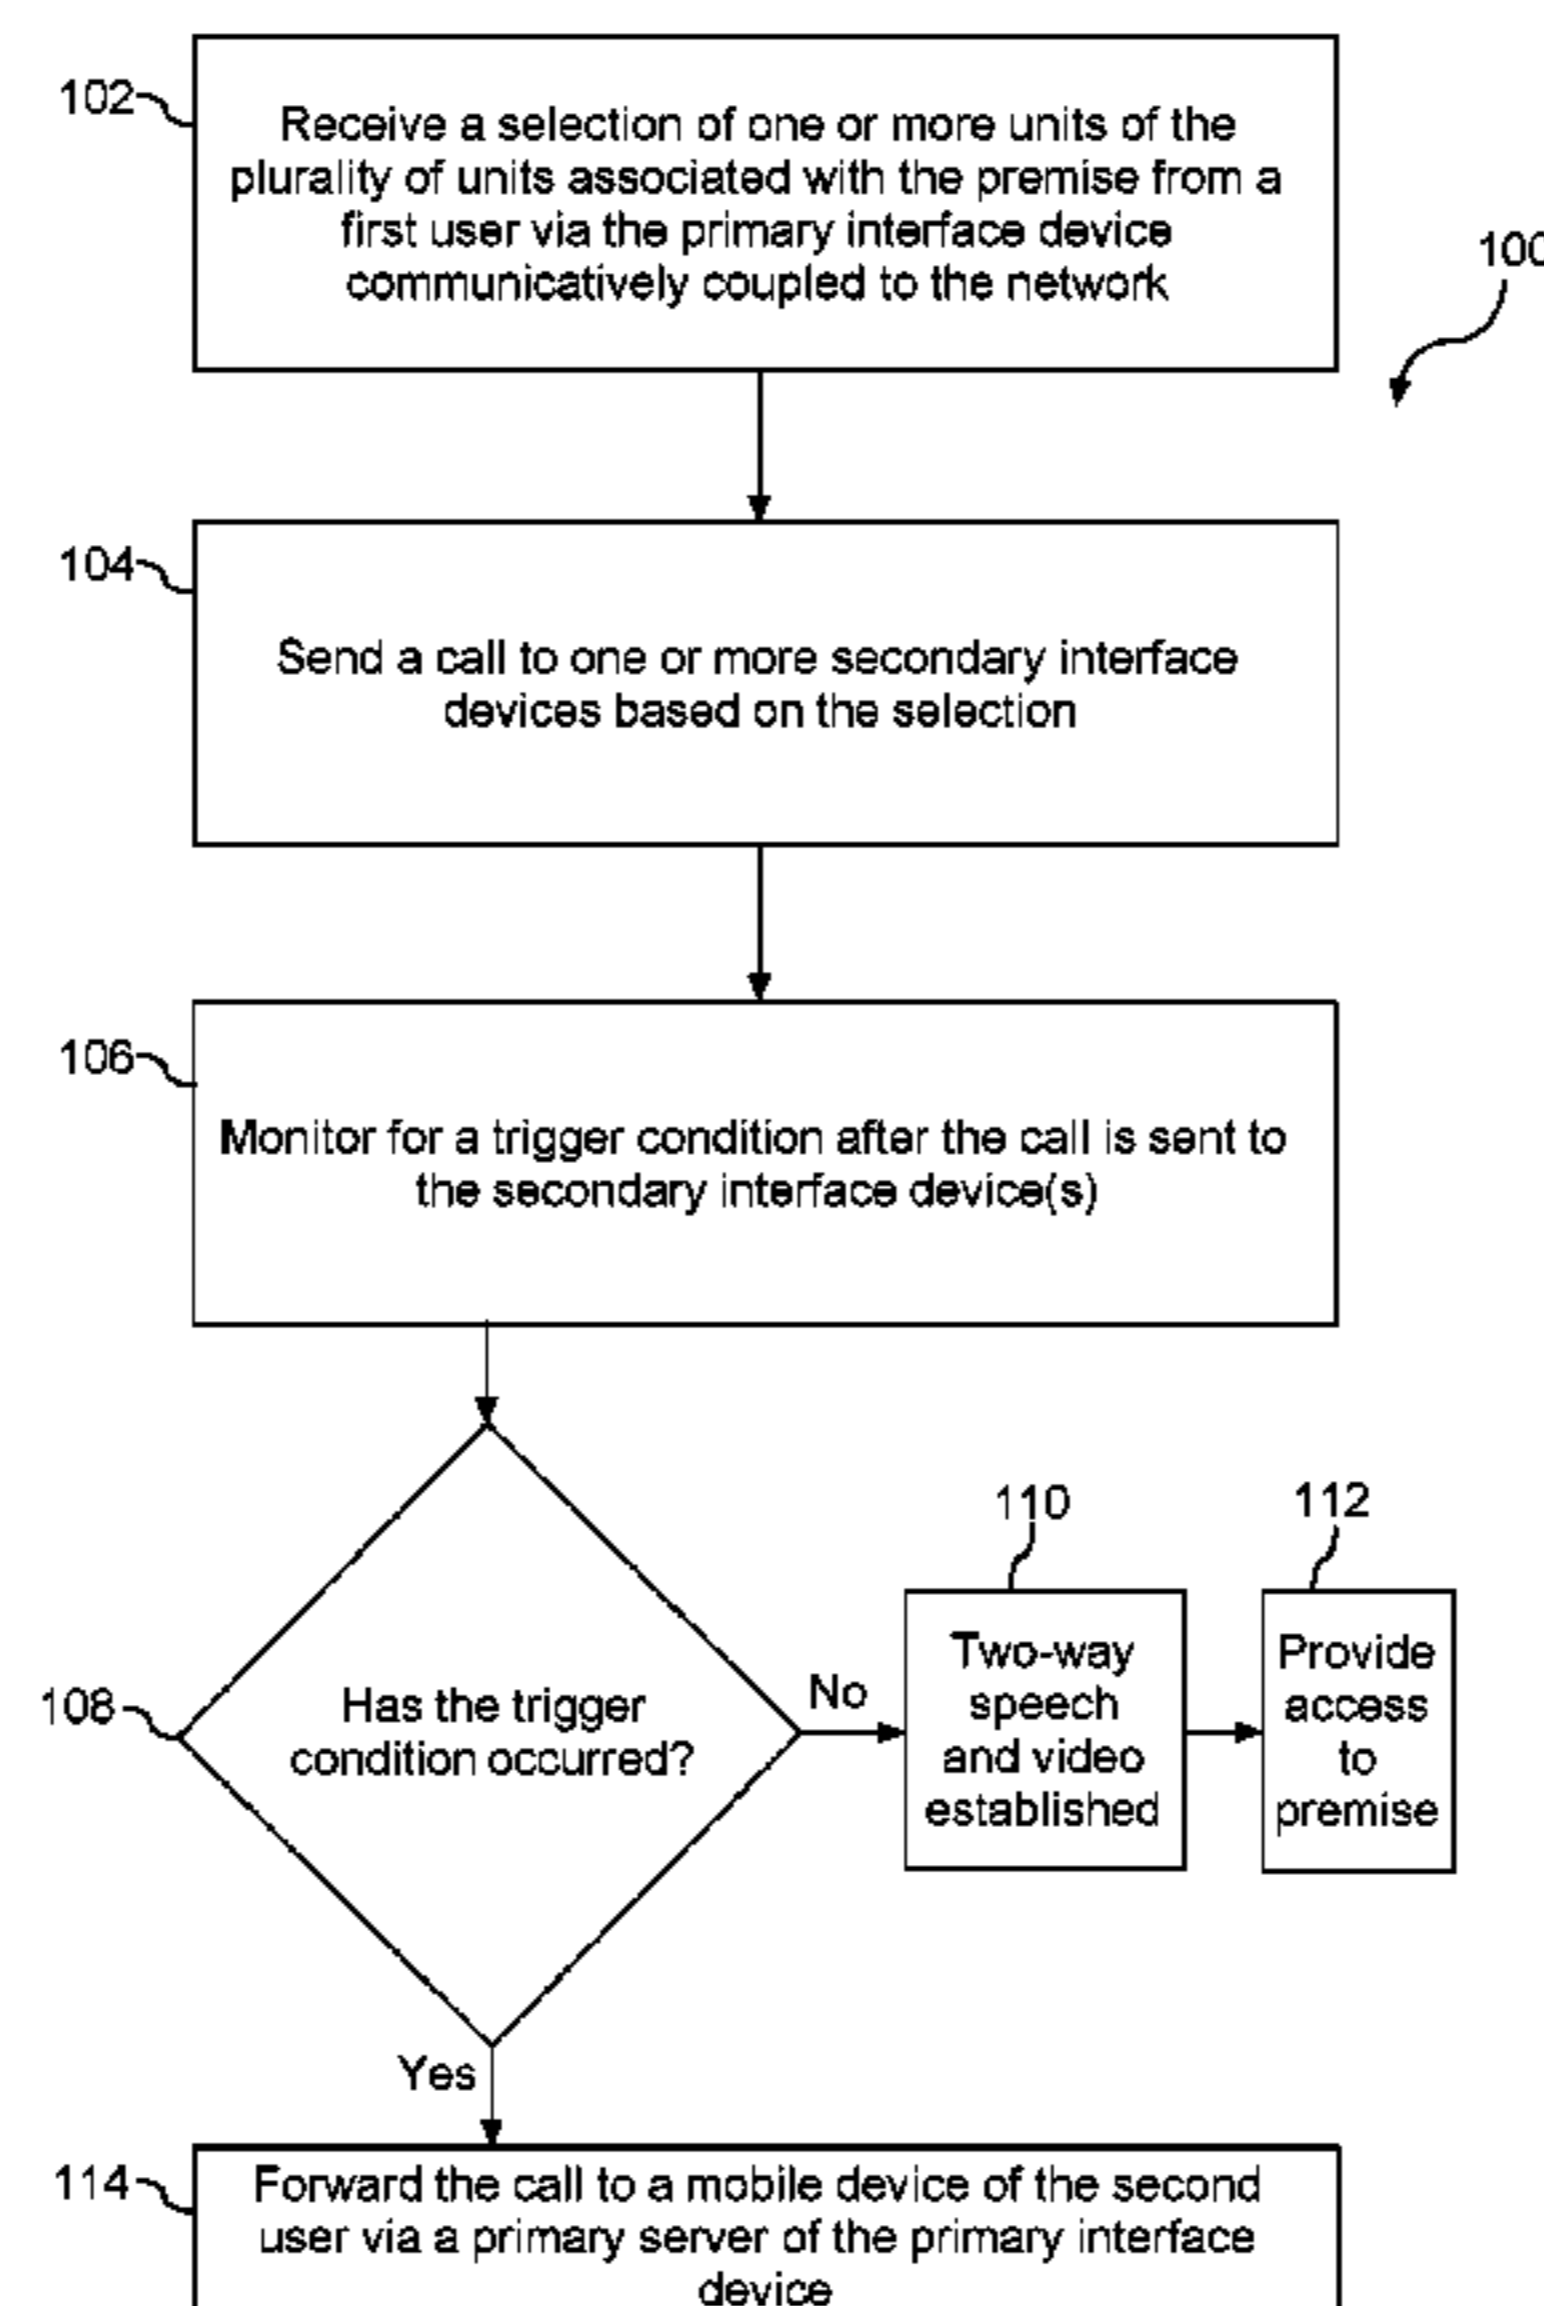 102
Receive a selection of one or more units of the
plurality of units associated with the premise from a
first user via the primary interface device
communicatively coupled to the network
100
104
Send a call to one or more secondary interface
devices based on the selection
106
Monitor for a trigger condition after the call is sent to
the secondary interface device(s)
108
Has the trigger
condition occurred?
No
110
Two-way
speech
and video
established
112
Provide
access
to
premise
Yes
114
Forward the call to a mobile device of the second
user via a primary server of the primary interface
device